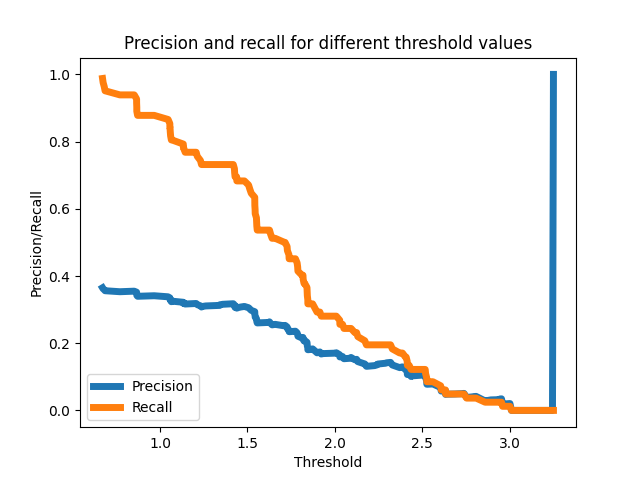 Precision and recall for different threshold values
1.0
0.8
0.6
0.4
0.2
0.0
Precision/Recall
Precision
Recall
1.0 1.5 2.0 2.5 3.0
Threshold